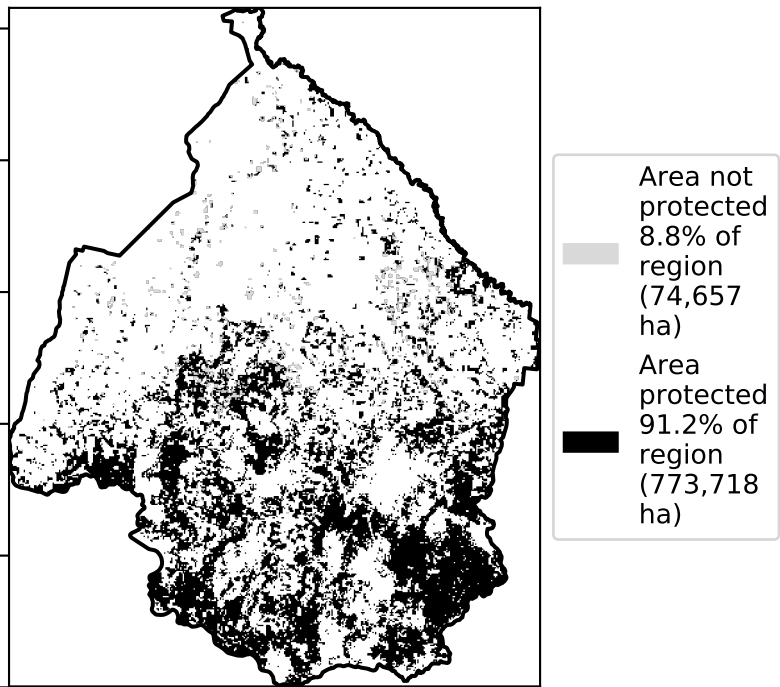 Area not
protected
8.8% of
region
(74,657
ha)
Area
protected
91.2% of
region
(773,718
ha)